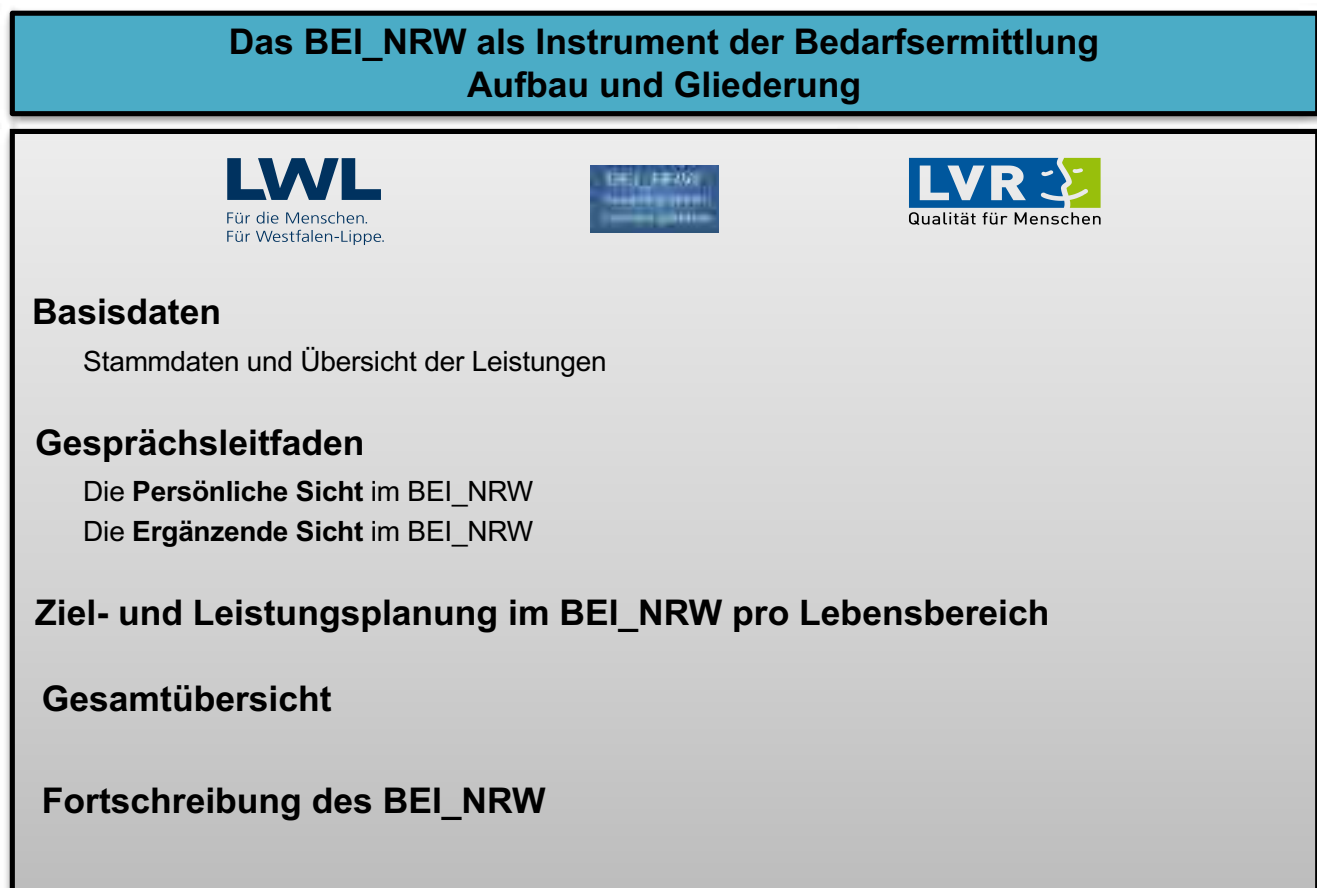 Das BEI_NRW als Instrument der Bedarfsermittlung
Aufbau und Gliederung
LWL
Für die Menschen.
Für Westfalen-Lippe.
BEI_NRW
LVR
Qualität für Menschen
Basisdaten
Stammdaten und Übersicht der Leistungen
Gesprächsleitfaden
Die Persönliche Sicht im BEI_NRW
Die Ergänzende Sicht im BEI_NRW
Ziel- und Leistungsplanung im BEI_NRW pro Lebensbereich
Gesamtübersicht
Fortschreibung des BEI_NRW